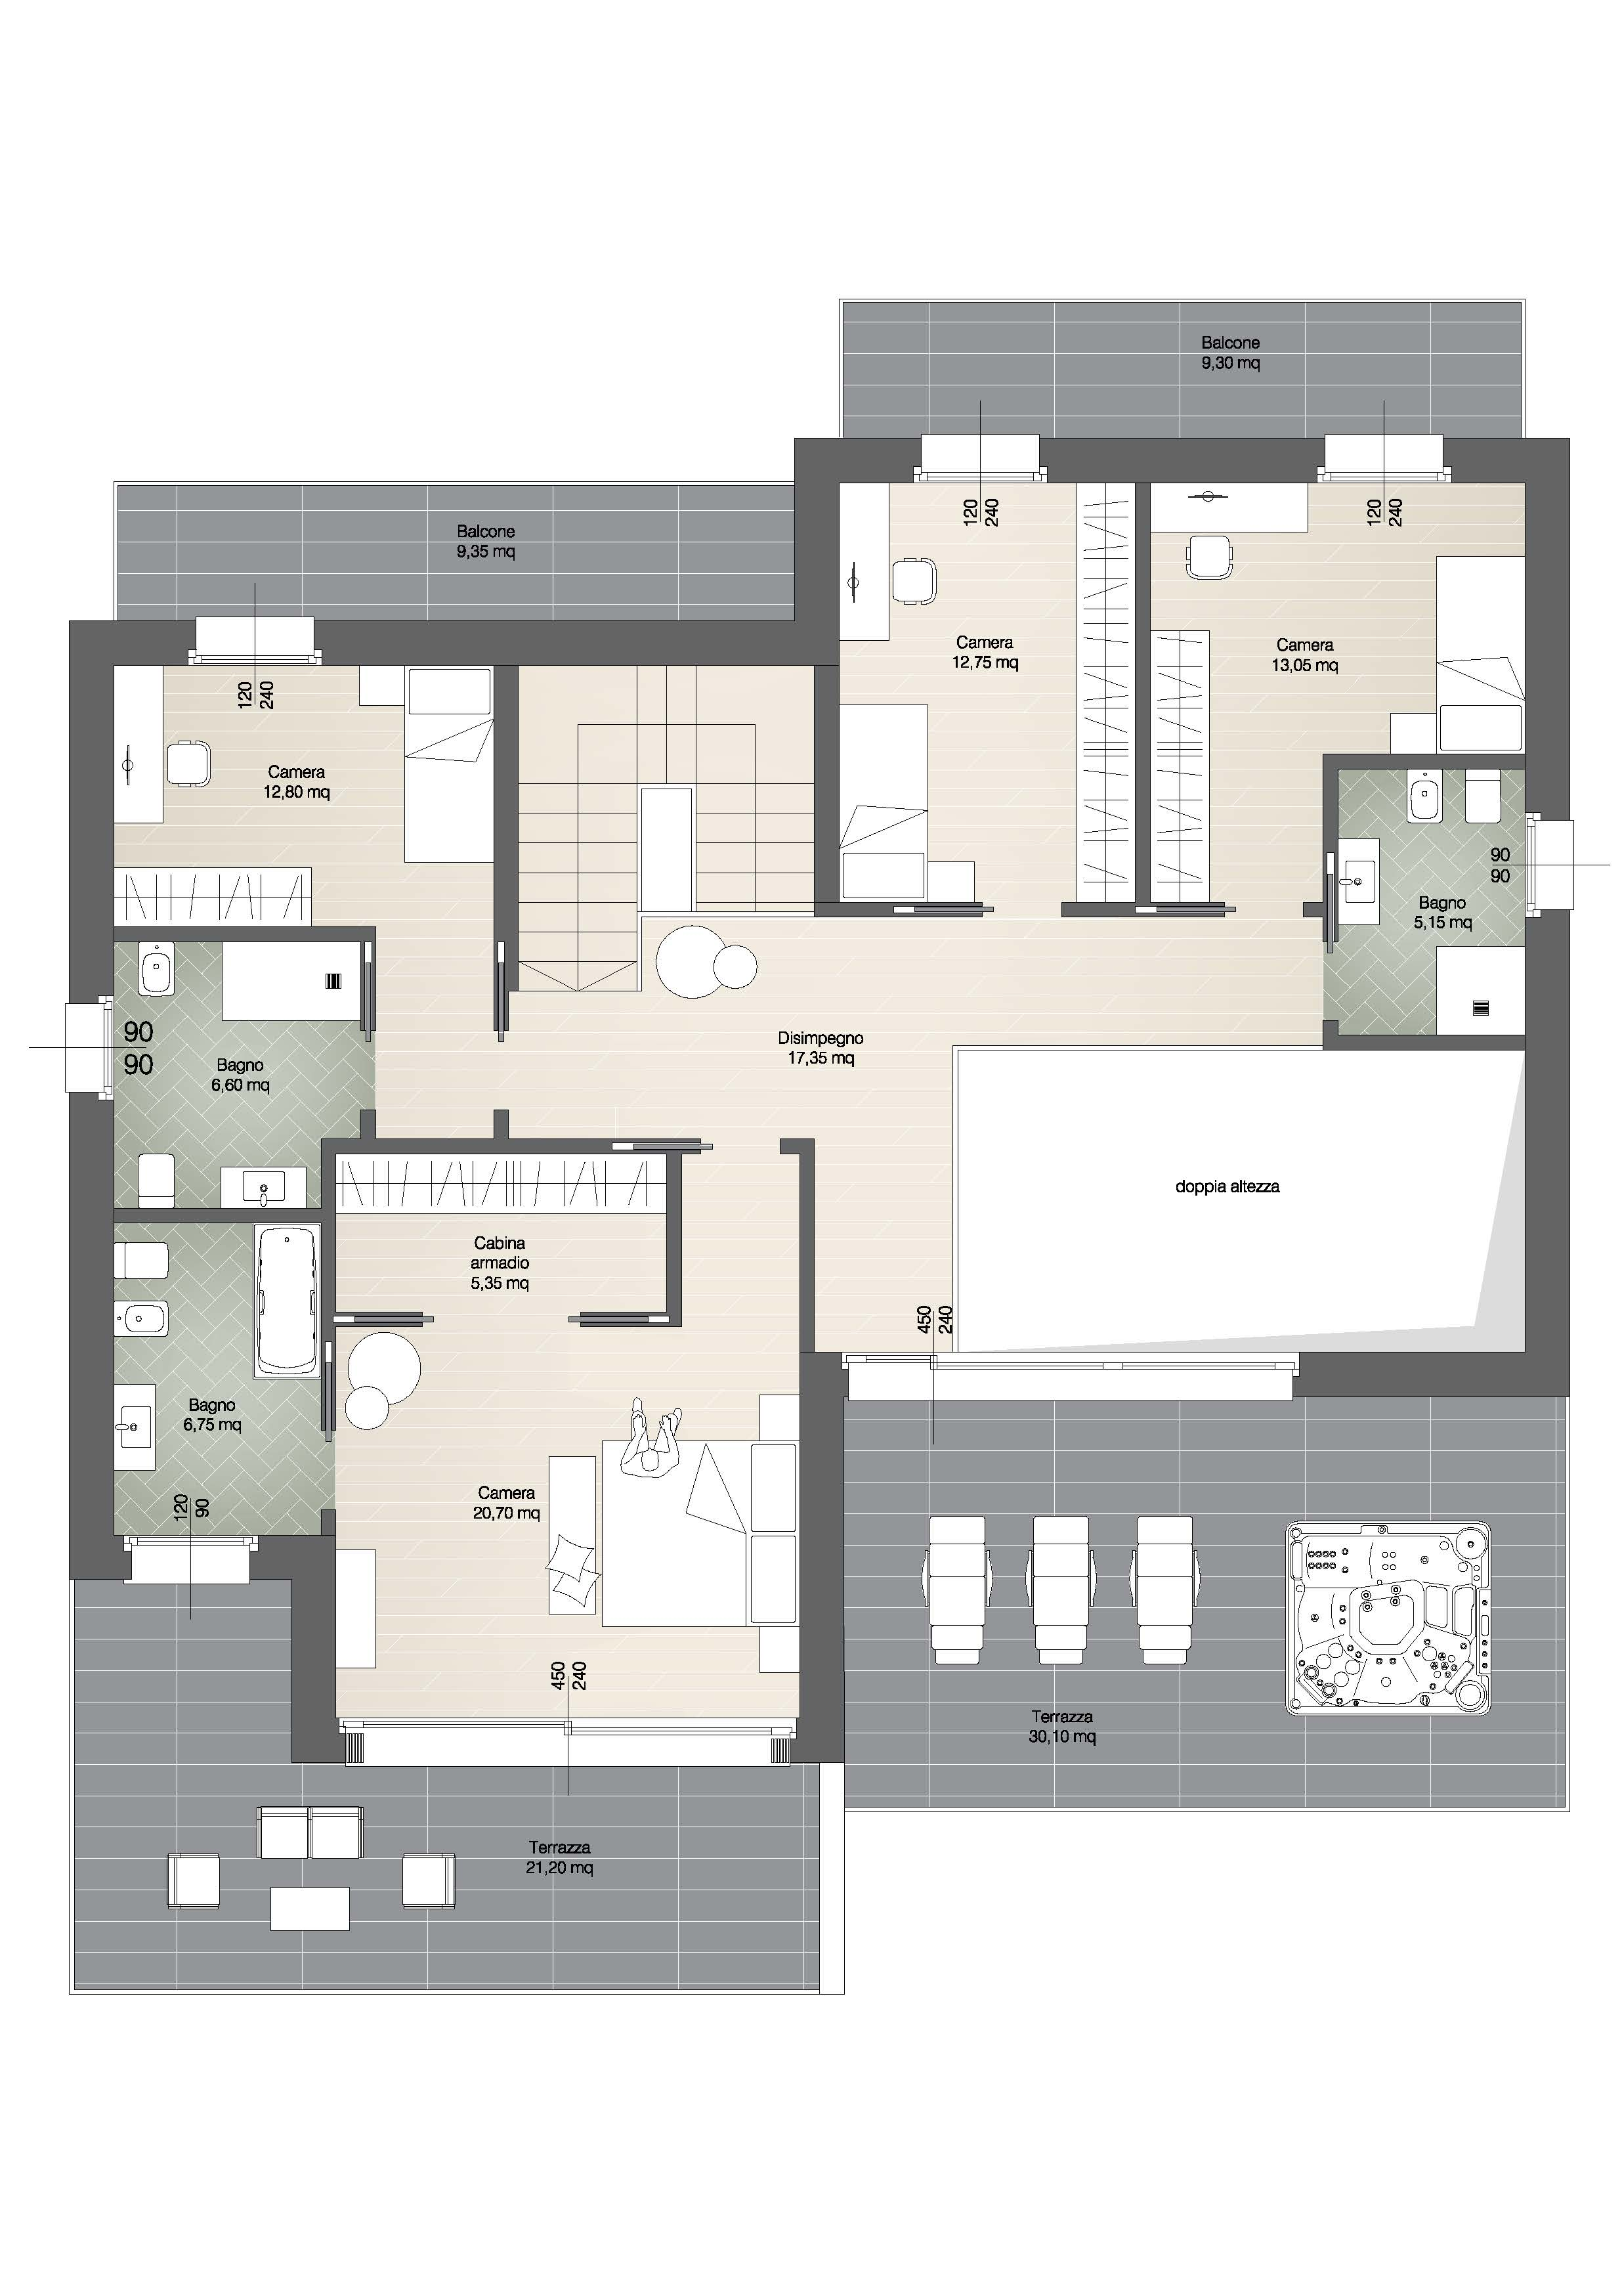 Balcone
9,30 mq
120
240
120
240
Balcone
9,35 mq
Camera
12,75 mq
Camera
13,05 mq
120
240
Camera
12,80 mq
90
90
Bagno
5,15 mq
90
90
Bagno
6,60 mq
Disimpegno
17,35 mq
doppia altezza
Cabina
armadio
5,35 mq
450
240
Bagno
6,75 mq
120
90
Camera
20,70 mq
450
240
Terrazza
30,10 mq
Terrazza
21,20 mq